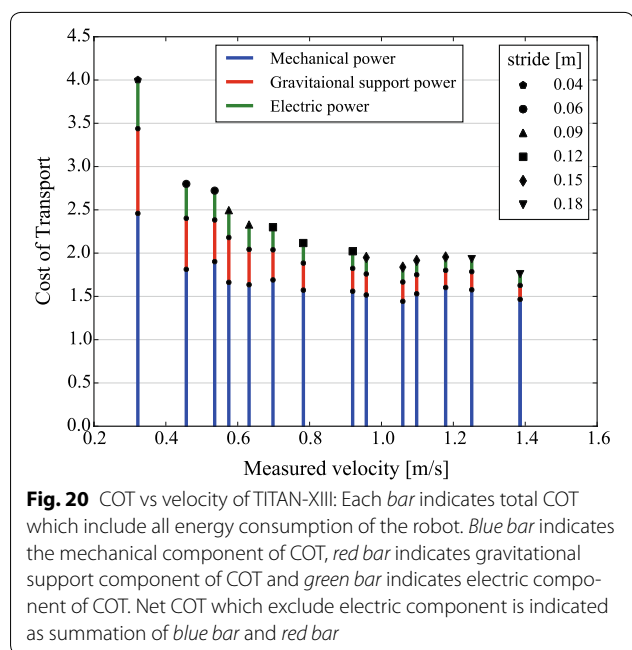 4.5
4.0
3.5
3.0
2.5
2.0
1.5
1.0
0.5
0.0
Cost of Transport
Mechanical power
Gravitaional support power
Electric power
stride [m]
0.04
0.06
0.09
0.12
0.15
0.18
0.2 0.4 0.6 0.8 1.0 1.2 1.4 1.6
Measured velocity [m/s]
Fig. 20 COT vs velocity of TITAN-XIII: Each bar indicates total COT
which include all energy consumption of the robot. Blue bar indicates
the mechanical component of COT, red bar indicates gravitational
support component of COT and green bar indicates electric compo-
nent of COT. Net COT which exclude electric component is indicated
as summation of blue bar and red bar